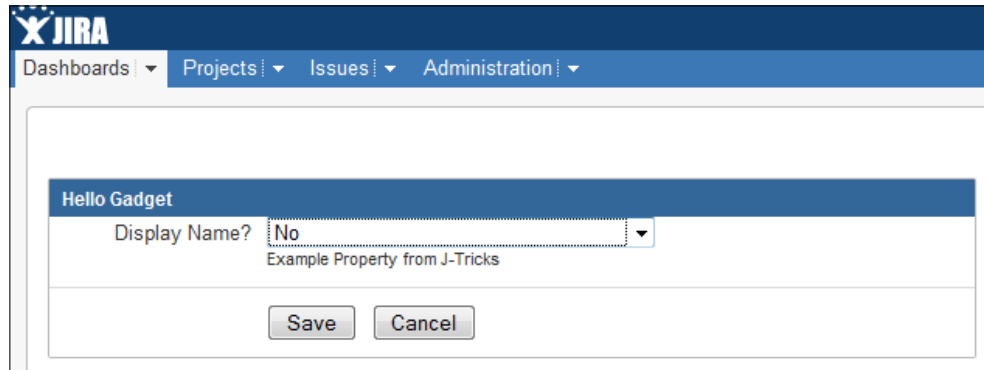 JIRA
Dashboards Projects Issues Administration
Hello Gadget
Display Name? No
Example Property from J-Tricks
Save Cancel